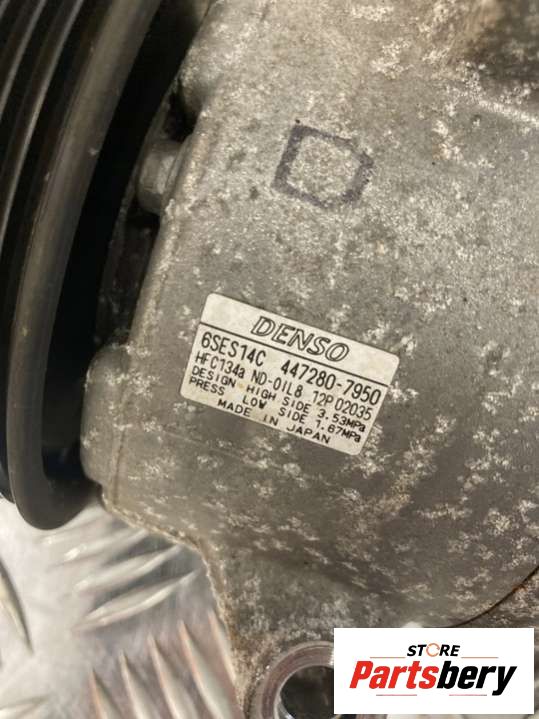 DENSO
6SES14C 447280-7950
HFC134a ND-OIL8 12P02035
DESIGN HIGH SIDE 3.53MPa
PRESS LOW SIDE 1.67MPa
MADE IN JAPAN
STORE
Partsbery